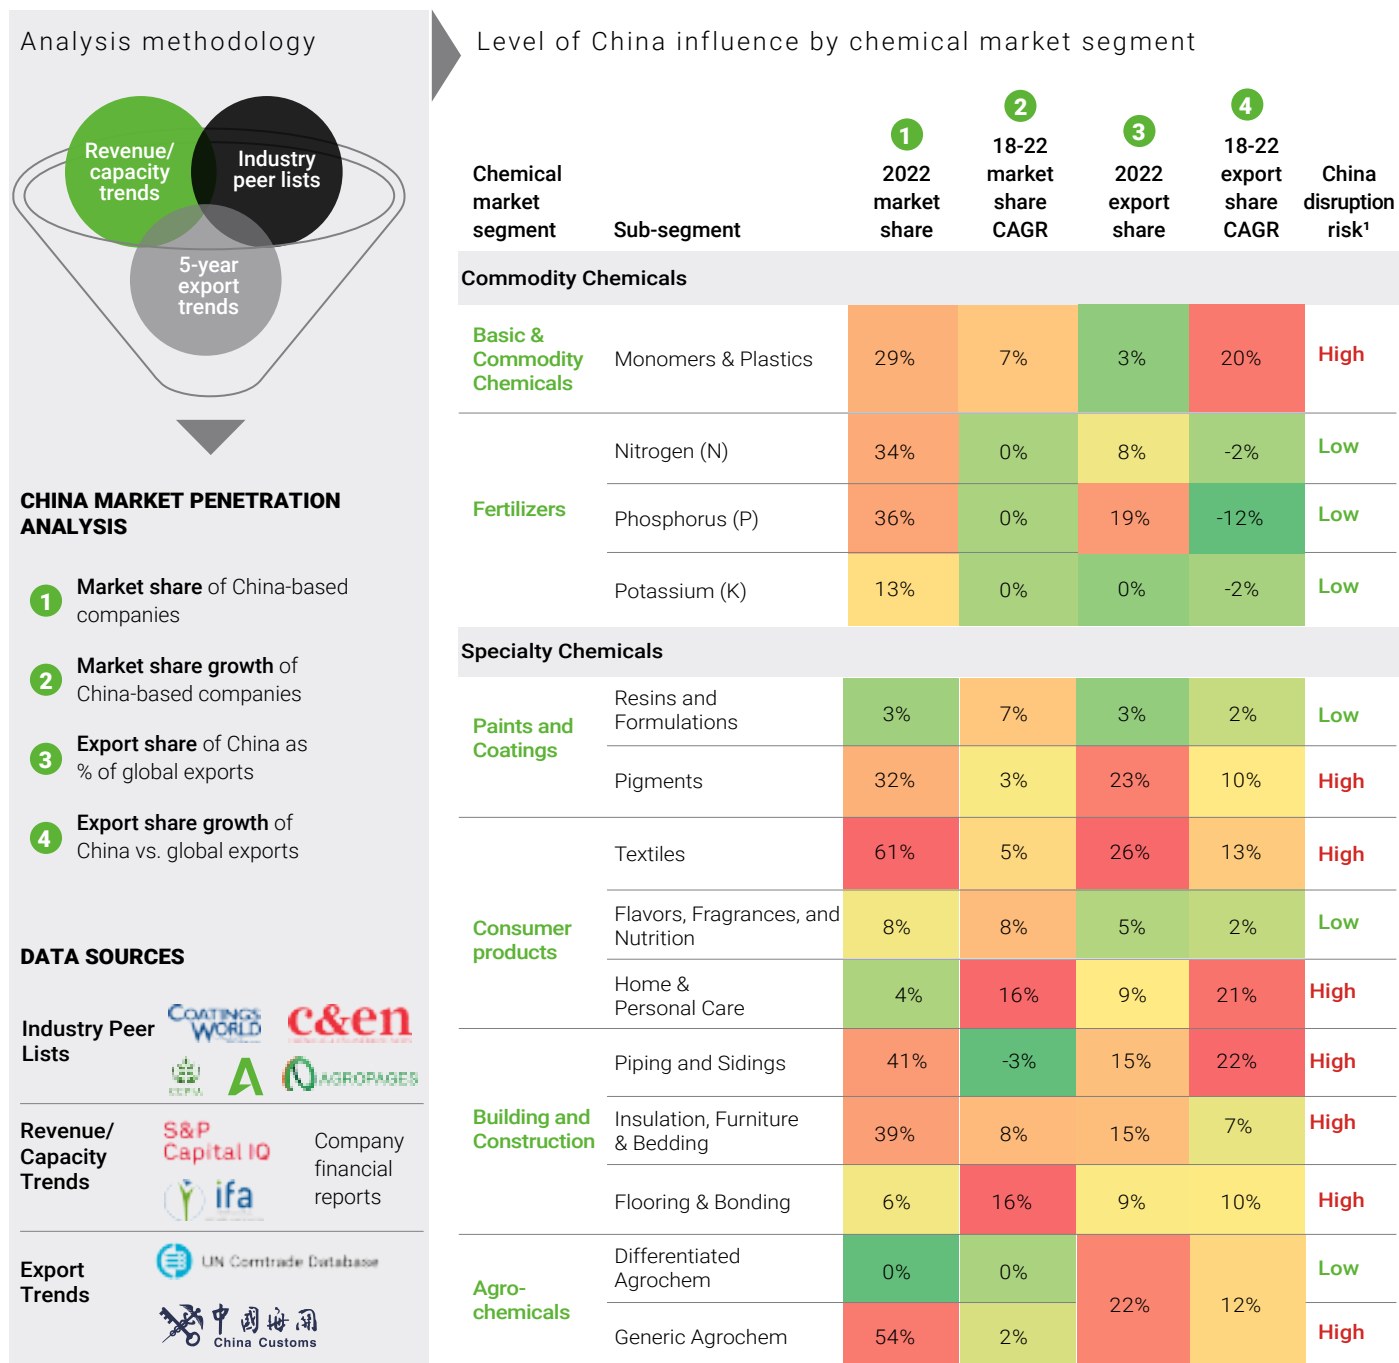 Analysis methodology
Revenue/
capacity
trends
Industry
peer lists
5-year
export
trends
CHINA MARKET PENETRATION
ANALYSIS
1
Market share of China-based
companies
2
Market share growth of
China-based companies
3
Export share of China as
% of global exports
4
Export share growth of
China vs. global exports
DATA SOURCES
Industry Peer
Lists
COATINGS
WORLD
c&en
AGROPAGES
Revenue/
Capacity
Trends
S&P
Capital IQ
ifa
Company
financial
reports
Export
Trends
UN Comtrade Database
中国海关
China Customs
Level of China influence by chemical market segment
Chemical
market
segment
Sub-segment
1
2022
market
share
2
18-22
market
share
CAGR
3
2022
export
share
4
18-22
export
share
CAGR
China
disruption
risk¹
Commodity Chemicals
Basic &
Commodity
Chemicals
Monomers & Plastics 29% 7% 3% 20% High
Fertilizers
Nitrogen (N) 34% 0% 8% -2% Low
Phosphorus (P) 36% 0% 19% -12% Low
Potassium (K) 13% 0% 0% -2% Low
Specialty Chemicals
Paints and
Coatings
Resins and
Formulations 3% 7% 3% 2% Low
Pigments 32% 3% 23% 10% High
Consumer
products
Textiles 61% 5% 26% 13% High
Flavors, Fragrances, and
Nutrition 8% 8% 5% 2% Low
Home &
Personal Care 4% 16% 9% 21% High
Building and
Construction
Piping and Sidings 41% -3% 15% 22% High
Insulation, Furniture
& Bedding 39% 8% 15% 7% High
Flooring & Bonding 6% 16% 9% 10% High
Agro-
chemicals
Differentiated
Agrochem 0% 0% Low
22% 12%
Generic Agrochem 54% 2% High